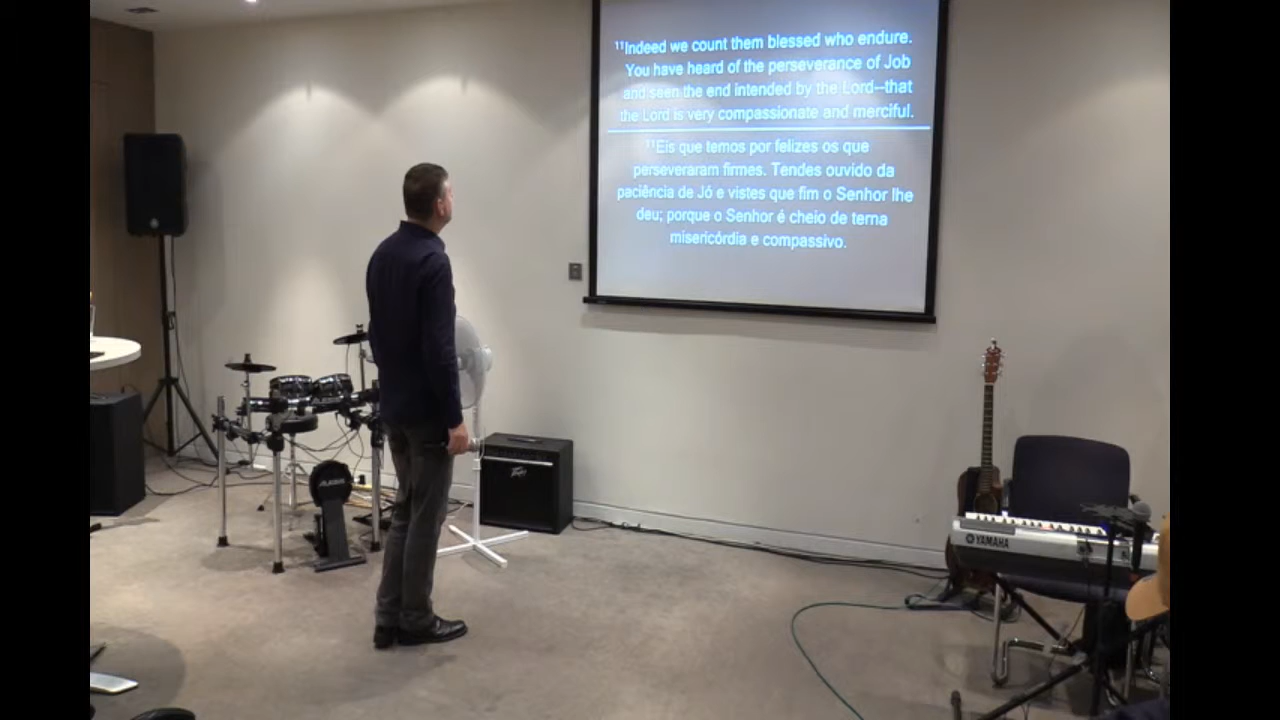 ¹¹Indeed we count them blessed who endure.
You have heard of the perseverance of Job
and seen the end intended by the Lord--that
the Lord is very compassionate and merciful.
¹¹Eis que temos por felizes os que
perseveraram firmes. Tendes ouvido da
paciência de Jó e vistes que fim o Senhor lhe
deu; porque o Senhor é cheio de terna
misericórdia e compassivo.
ALESIS
Peavey
YAMAHA